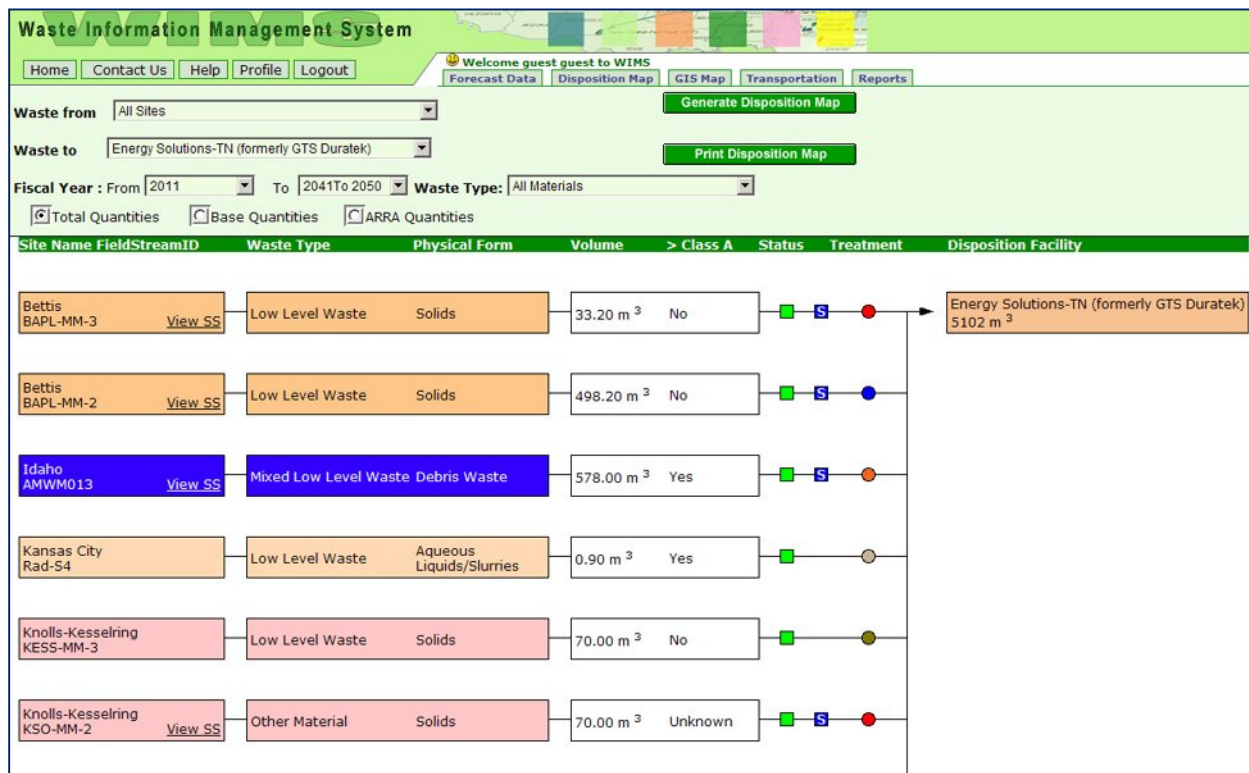 Waste Information Management System
Home Contact Us Help Profile Logout
Welcome guest guest to WIMS
Forecast Data Disposition Map GIS Map Transportation Reports
Waste from All Sites Generate Disposition Map
Waste to Energy Solutions-TN (formerly GTS Duratek) Print Disposition Map
Fiscal Year : From 2011 To 2041To 2050 Waste Type: All Materials
Total Quantities Base Quantities ARRA Quantities
Site Name FieldStreamID Waste Type Physical Form Volume > Class A Status Treatment Disposition Facility
Bettis
BAPL-MM-3 View SS Low Level Waste Solids 33.20 m 3 No S
Energy Solutions-TN (formerly GTS Duratek)
5102 m 3
Bettis
BAPL-MM-2 View SS Low Level Waste Solids 498.20 m 3 No S
Idaho
AMWM013 View SS Mixed Low Level Waste Debris Waste 578.00 m 3 Yes S
Kansas City
Rad-S4 Low Level Waste Aqueous
Liquids/Slurries 0.90 m 3 Yes
Knolls-Kesselring
KESS-MM-3 Low Level Waste Solids 70.00 m 3 No
Knolls-Kesselring
KSO-MM-2 View SS Other Material Solids 70.00 m 3 Unknown S